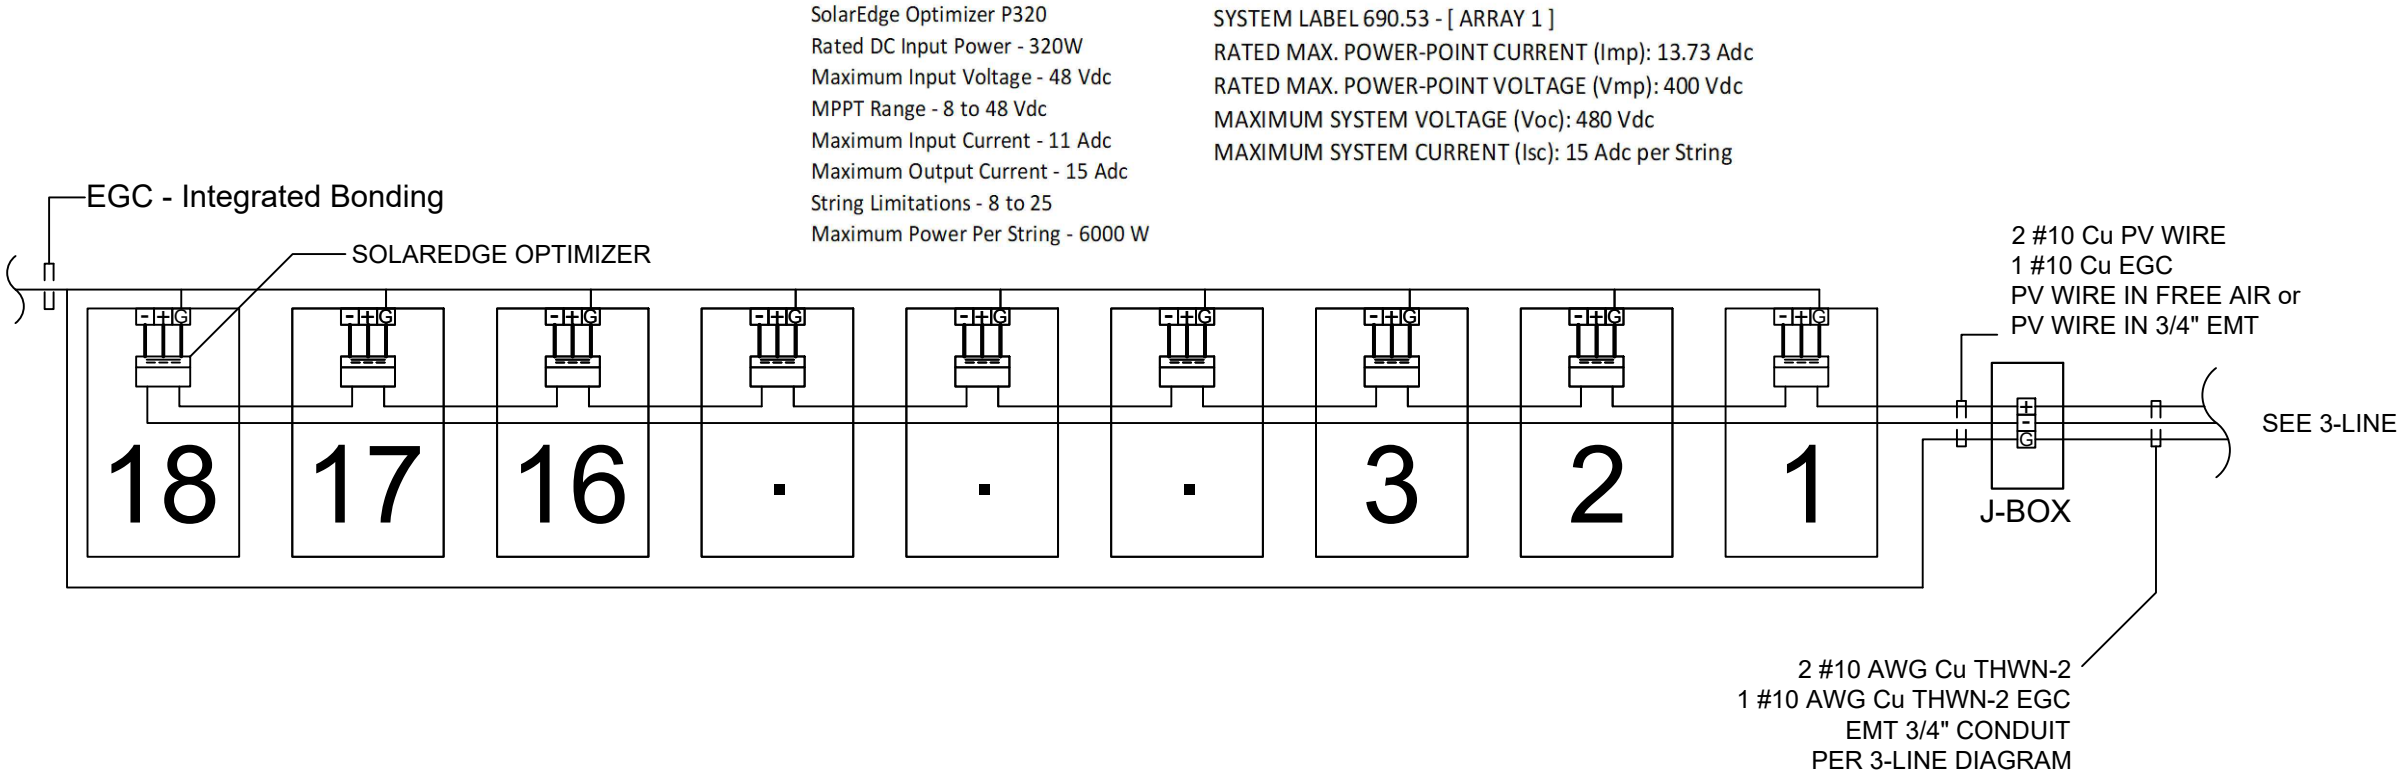 SolarEdge Optimizer P320
Rated DC Input Power - 320W
Maximum Input Voltage - 48 Vdc
MPPT Range - 8 to 48 Vdc
Maximum Input Current - 11 Adc
Maximum Output Current - 15 Adc
String Limitations - 8 to 25
Maximum Power Per String - 6000 W
SYSTEM LABEL 690.53 - [ ARRAY 1 ]
RATED MAX. POWER-POINT CURRENT (Imp): 13.73 Adc
RATED MAX. POWER-POINT VOLTAGE (Vmp): 400 Vdc
MAXIMUM SYSTEM VOLTAGE (Voc): 480 Vdc
MAXIMUM SYSTEM CURRENT (Isc): 15 Adc per String
EGC - Integrated Bonding
SOLAREDGE OPTIMIZER
2 #10 Cu PV WIRE
1 #10 Cu EGC
PV WIRE IN FREE AIR or
PV WIRE IN 3/4" EMT
- + G - + G - + G - + G - + G - + G - + G - + G - + G
18 17 16 . . . 3 2 1
+
-
G
J-BOX
SEE 3-LINE
2 #10 AWG Cu THWN-2
1 #10 AWG Cu THWN-2 EGC
EMT 3/4" CONDUIT
PER 3-LINE DIAGRAM